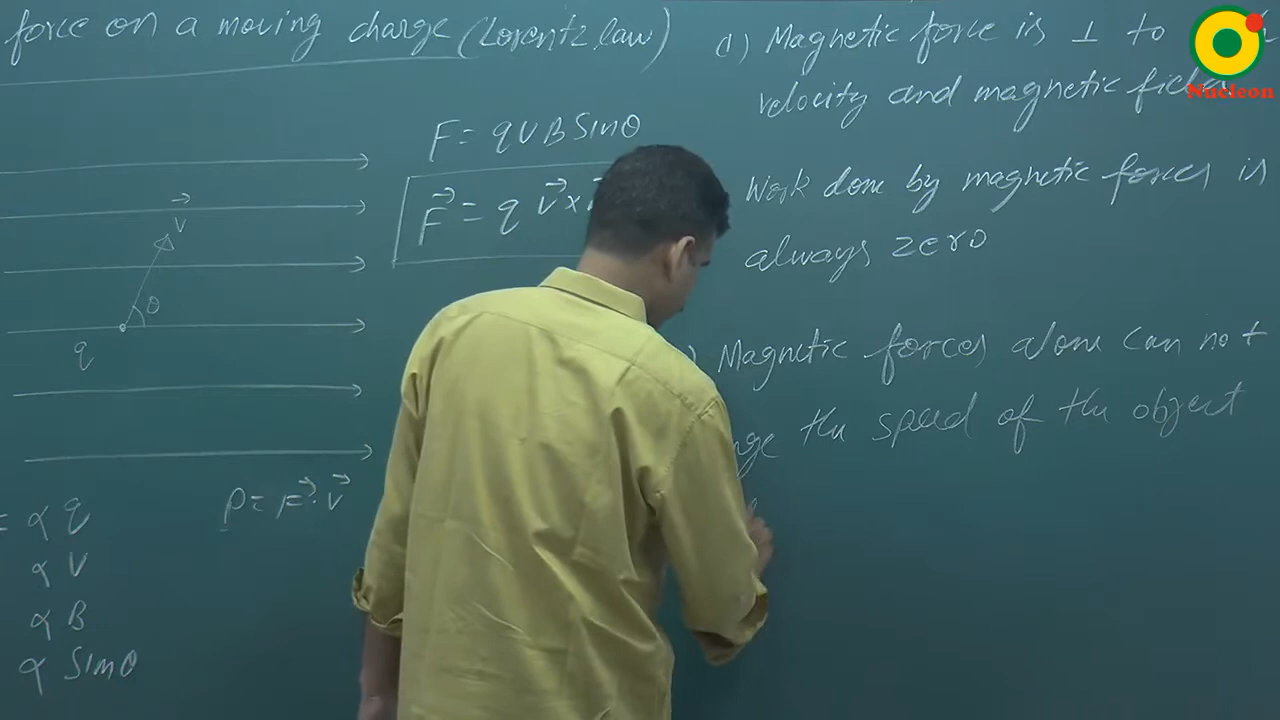 force on a moving charge (Lorentz law)
F = qVB Sinθ
F⃗ = q V⃗ ×
V⃗
θ
q
P = F⃗ . V⃗
= α q
α V
α B
α Sinθ
a) Magnetic force is ⊥ to
velocity and magnetic
Nucleon
Work done by magnetic forces is
always zero
) Magnetic forces alone can not
the speed of the object